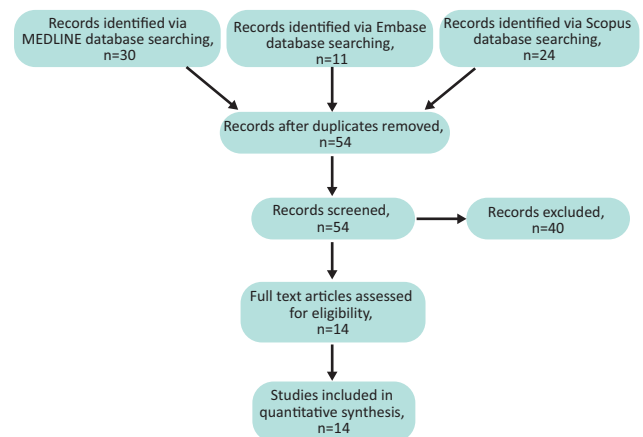 Records identified via
MEDLINE database searching,
n=30
Records identified via Embase
database searching,
n=11
Records identified via Scopus
database searching,
n=24
Records after duplicates removed,
n=54
Records screened,
n=54
Records excluded,
n=40
Full text articles assessed
for eligibility,
n=14
Studies included in
quantitative synthesis,
n=14